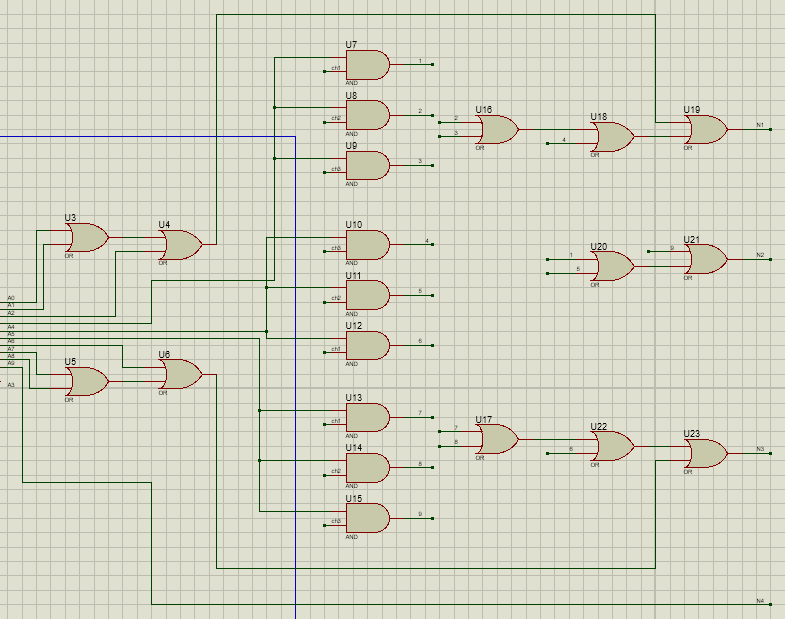 U7
ch1
1
AND
U8
ch2
2
AND
U9
ch3
3
AND
U16
2
3
OR
U18
4
OR
U19
OR
N1
U3
OR
U4
OR
U10
ch3
4
AND
U11
ch2
5
AND
U12
ch1
6
AND
U20
1
5
OR
U21
9
OR
N2
A0
A1
A2
A4
A5
A6
A7
A8
A9
A3
U5
OR
U6
OR
U13
ch1
7
AND
U14
ch2
8
AND
U15
ch3
9
AND
U17
7
8
OR
U22
6
OR
U23
OR
N3
N4